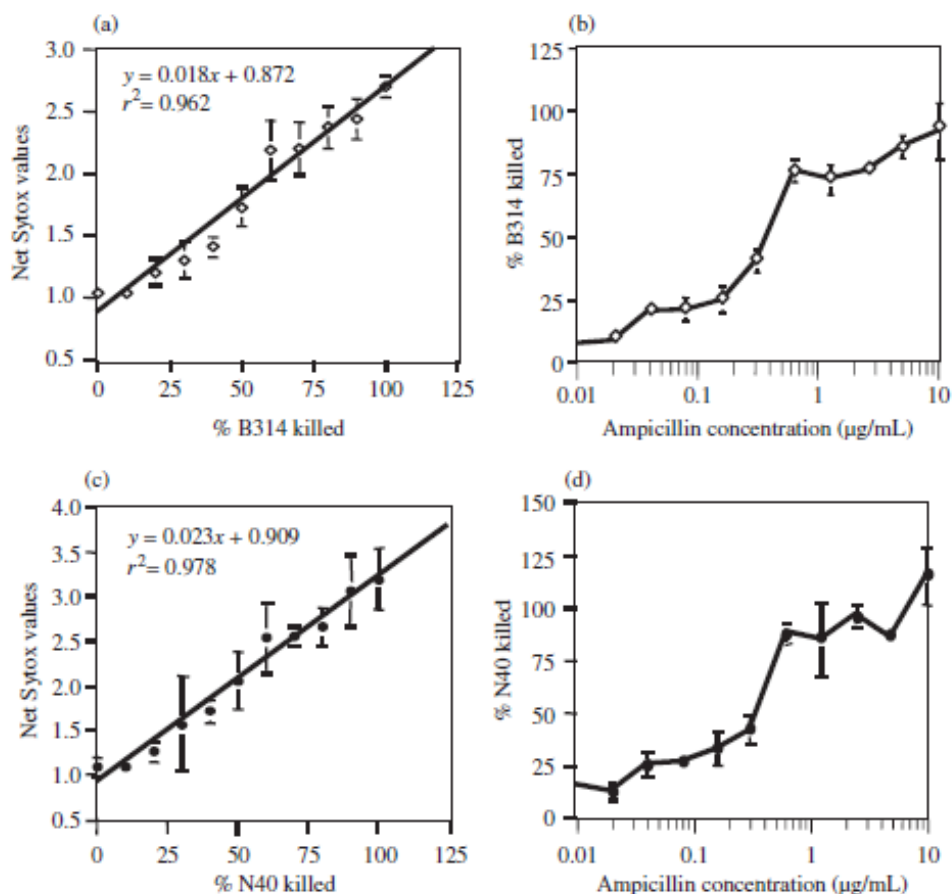 (a)
3.0
2.5
2.0
1.5
1.0
0.5
Net Sytox values
y = 0.018x + 0.872
r² = 0.962
0 25 50 75 100 125
% B314 killed
(b)
125
100
75
50
25
0
% B314 killed
0.01 0.1 1 10
Ampicillin concentration (μg/mL)
(c)
4.0
3.5
3.0
2.5
2.0
1.5
1.0
0.5
Net Sytox values
y = 0.023x + 0.909
r² = 0.978
0 25 50 75 100 125
% N40 killed
(d)
150
125
100
75
50
25
0
% N40 killed
0.01 0.1 1 10
Ampicillin concentration (μg/mL)